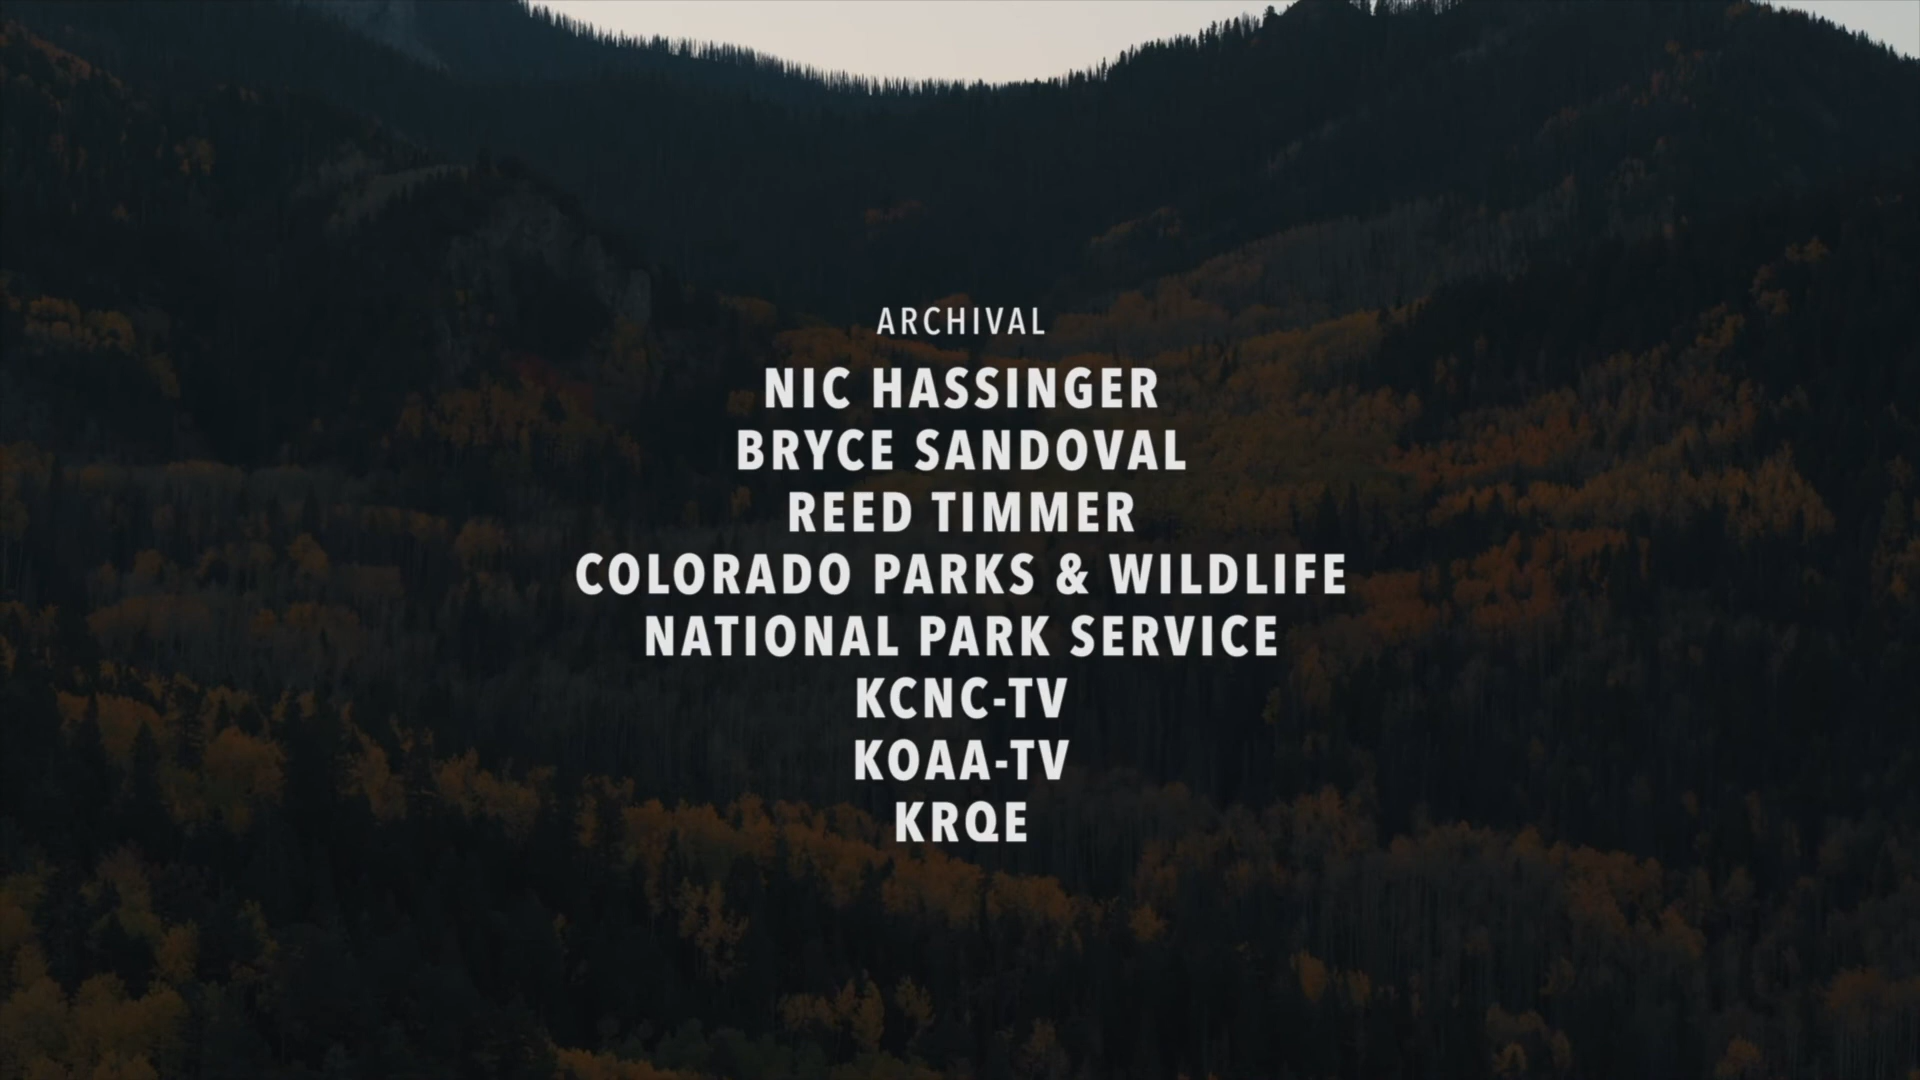 ARCHIVAL
NIC HASSINGER
BRYCE SANDOVAL
REED TIMMER
COLORADO PARKS & WILDLIFE
NATIONAL PARK SERVICE
KCNC-TV
KOAA-TV
KRQE